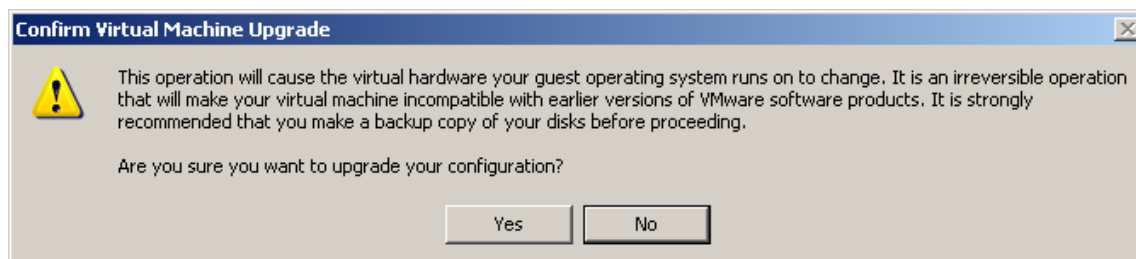 Confirm Virtual Machine Upgrade
This operation will cause the virtual hardware your guest operating system runs on to change. It is an irreversible operation
that will make your virtual machine incompatible with earlier versions of VMware software products. It is strongly
recommended that you make a backup copy of your disks before proceeding.
Are you sure you want to upgrade your configuration?
Yes No